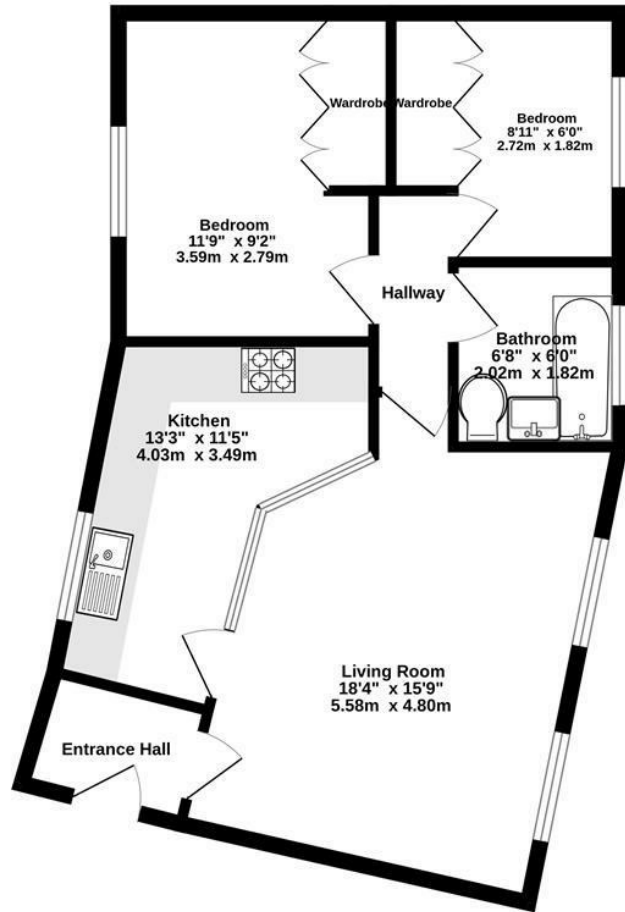 Wardrobe
Wardrobe
Bedroom
8'11" x 6'0"
2.72m x 1.82m
Bedroom
11'9" x 9'2"
3.59m x 2.79m
Hallway
Bathroom
6'8" x 6'0"
2.02m x 1.82m
Kitchen
13'3" x 11'5"
4.03m x 3.49m
Living Room
18'4" x 15'9"
5.58m x 4.80m
Entrance Hall